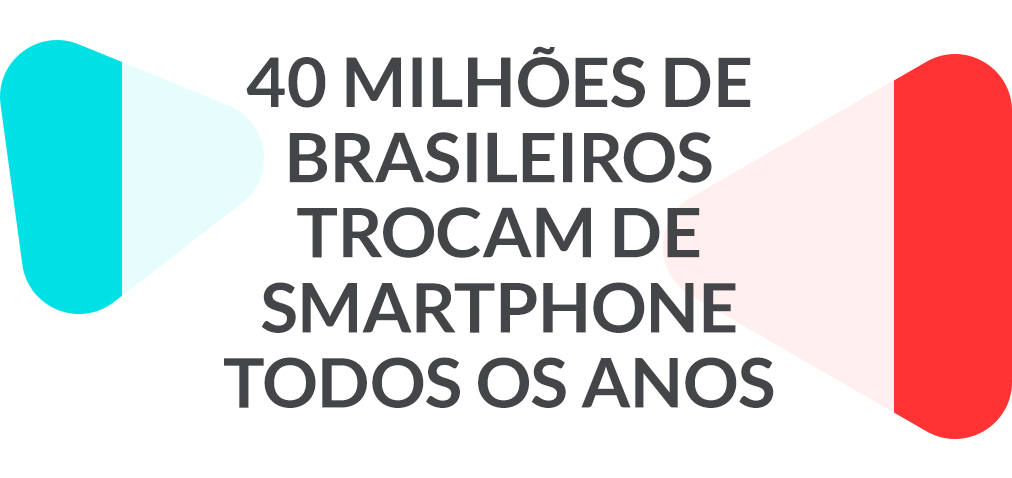 40 MILHÕES DE
BRASILEIROS
TROCAM DE
SMARTPHONE
TODOS OS ANOS